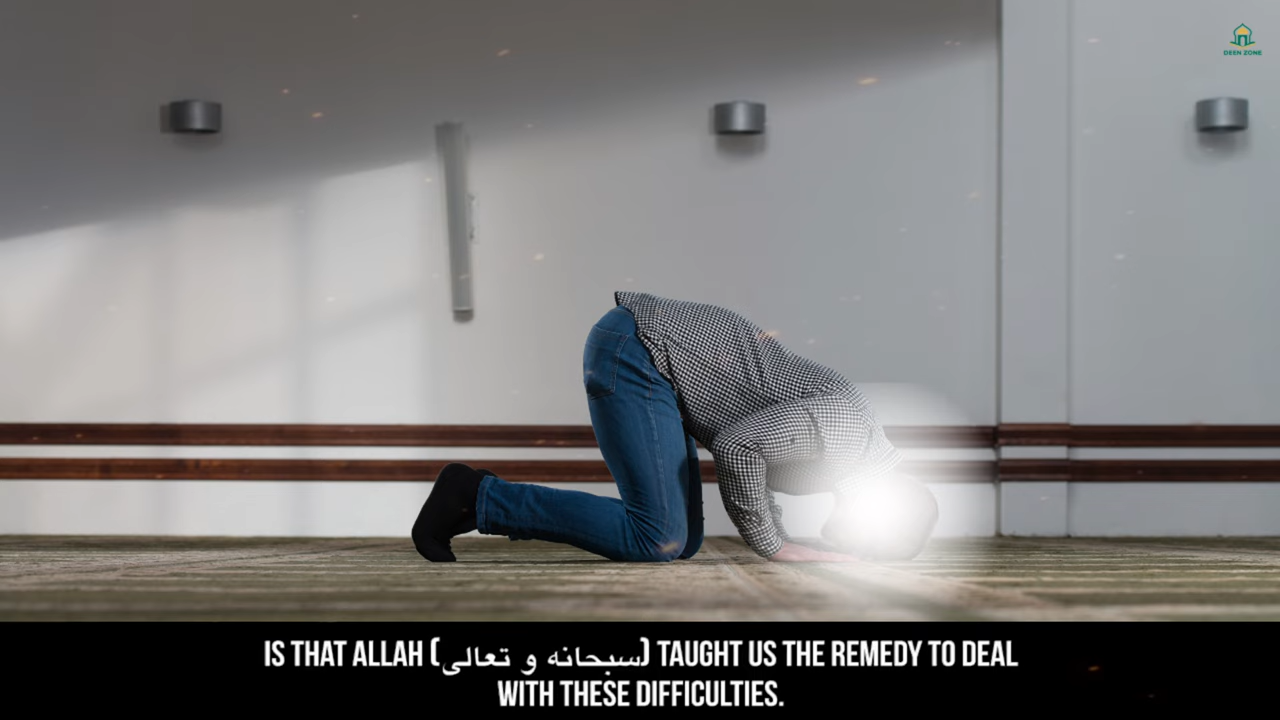 DEEN ZONE
IS THAT ALLAH (سبحانه و تعالى) TAUGHT US THE REMEDY TO DEAL
WITH THESE DIFFICULTIES.